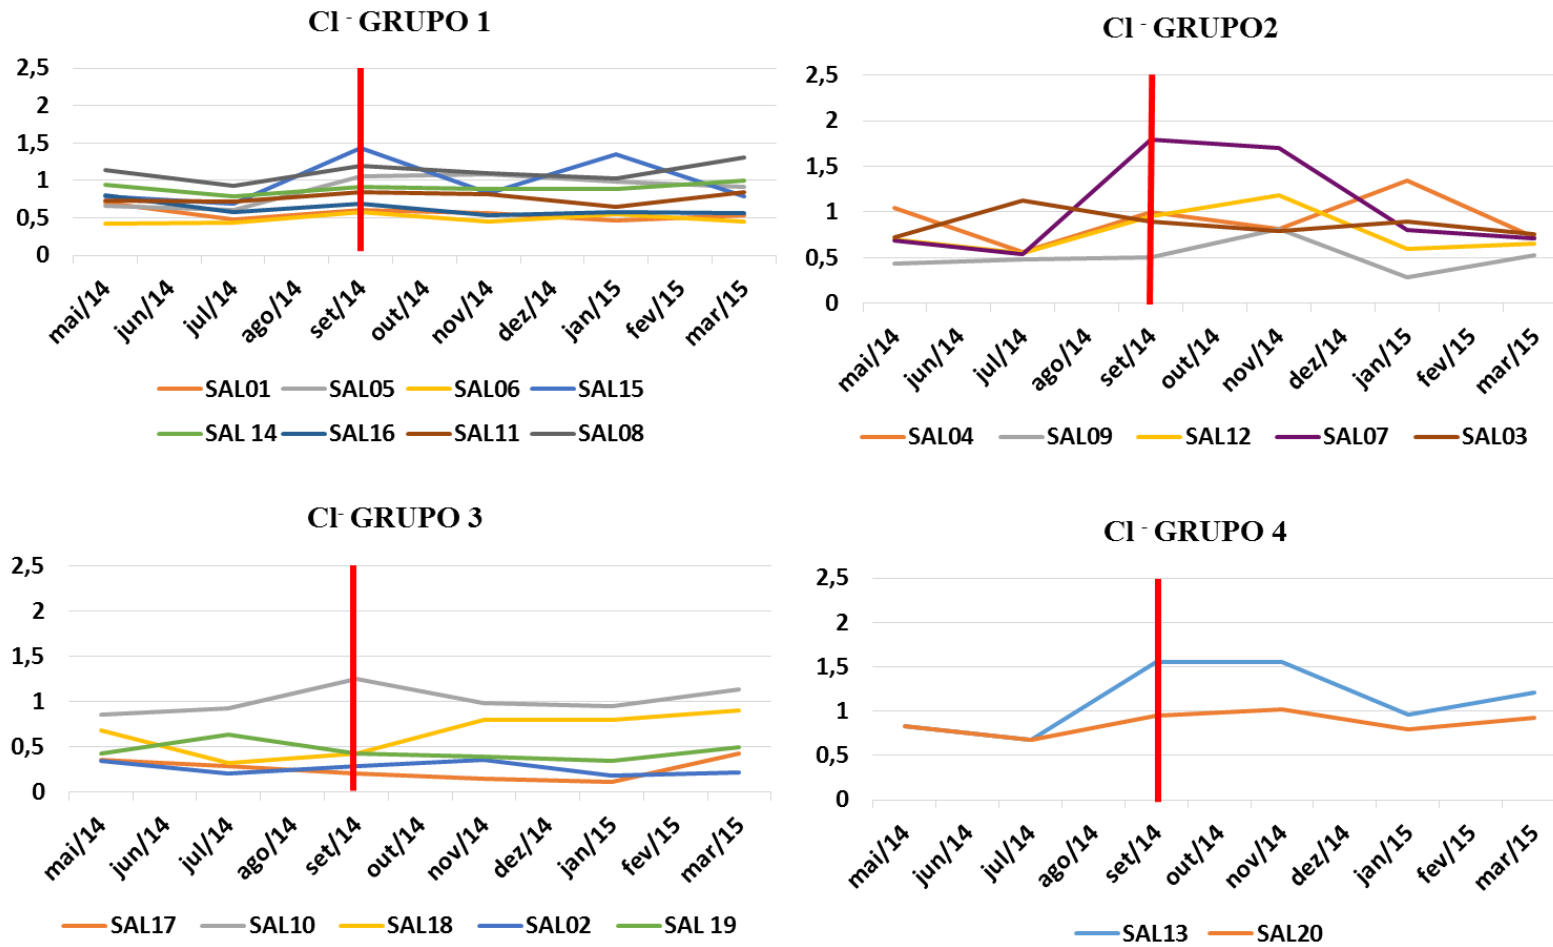 Cl - GRUPO 1
2,5
2
1,5
1
0,5
0
mai/14 jun/14 jul/14 ago/14 set/14 out/14 nov/14 dez/14 jan/15 fev/15 mar/15
SAL01 SAL05 SAL06 SAL15
SAL 14 SAL16 SAL11 SAL08
Cl - GRUPO2
2,5
2
1,5
1
0,5
0
mai/14 jun/14 jul/14 ago/14 set/14 out/14 nov/14 dez/14 jan/15 fev/15 mar/15
SAL04 SAL09 SAL12 SAL07 SAL03
Cl- GRUPO 3
2,5
2
1,5
1
0,5
0
mai/14 jun/14 jul/14 ago/14 set/14 out/14 nov/14 dez/14 jan/15 fev/15 mar/15
SAL17 SAL10 SAL18 SAL02 SAL 19
Cl - GRUPO 4
2,5
2
1,5
1
0,5
0
mai/14 jun/14 jul/14 ago/14 set/14 out/14 nov/14 dez/14 jan/15 fev/15 mar/15
SAL13 SAL20